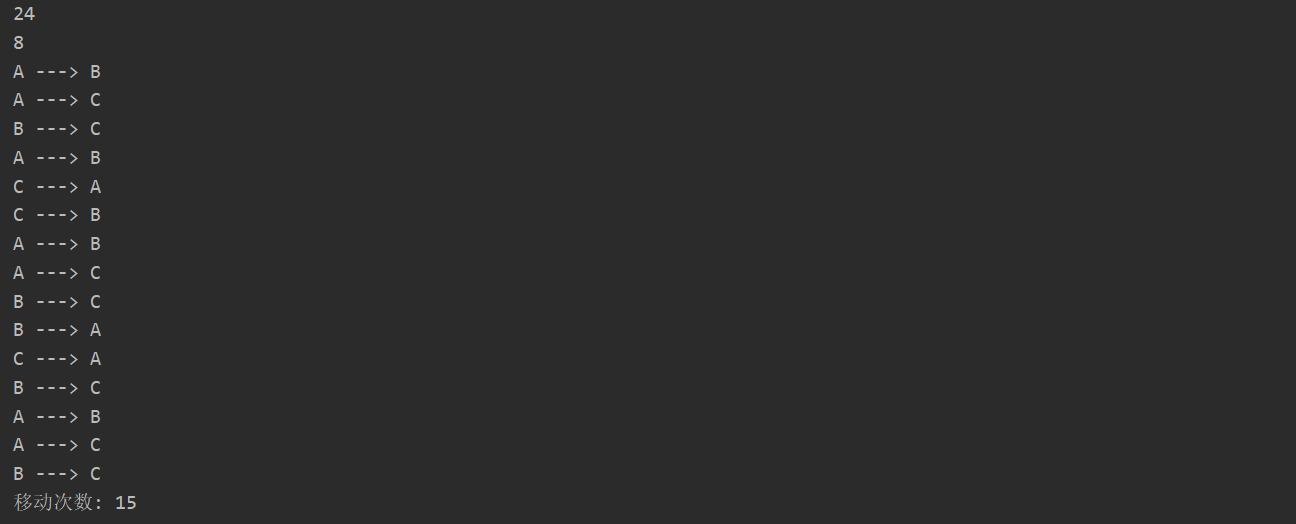 24
8
A ---> B
A ---> C
B ---> C
A ---> B
C ---> A
C ---> B
A ---> B
A ---> C
B ---> C
B ---> A
C ---> A
B ---> C
A ---> B
A ---> C
B ---> C
移动次数: 15